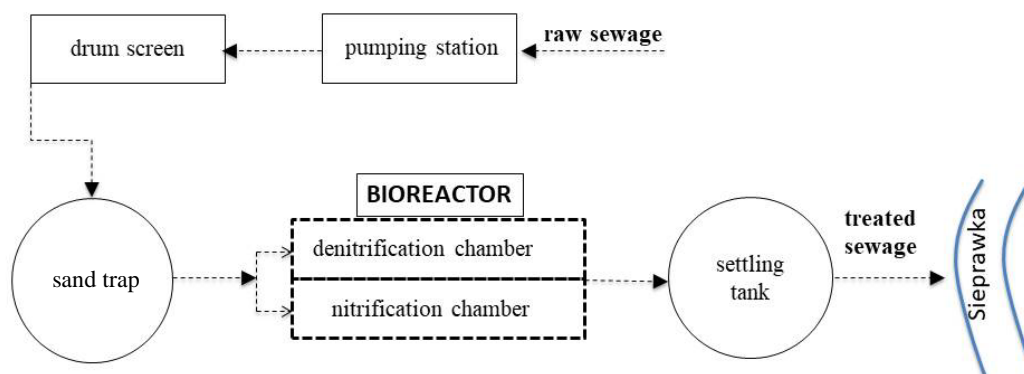 raw sewage
pumping station
drum screen
sand trap
BIOREACTOR
denitrification chamber
nitrification chamber
settling
tank
treated
sewage
Sieprawka